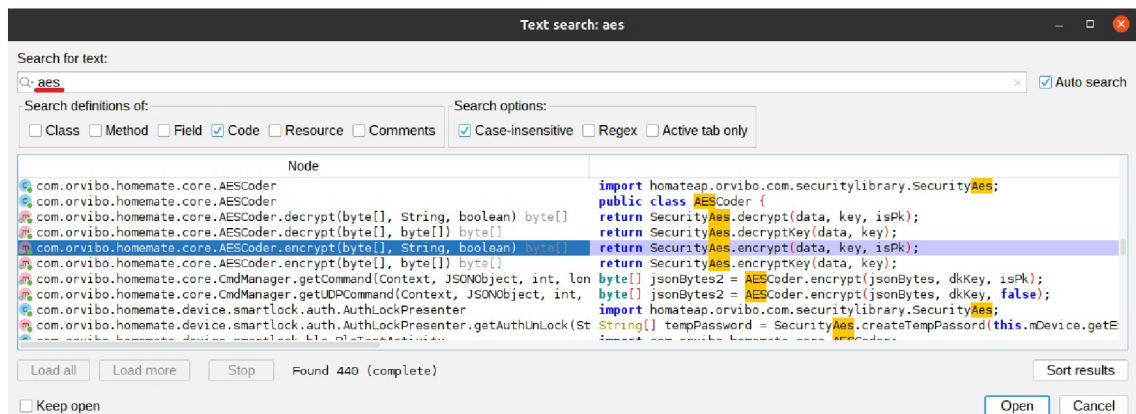 Text search: aes
Search for text:
aes
Auto search
Search definitions of:
Search options:
Class Method Field Code Resource Comments
Case-insensitive Regex Active tab only
Node
com.orvibo.homemate.core.AESCoder import homateap.orvibo.com.securitylibrary.SecurityAes;
com.orvibo.homemate.core.AESCoder public class AESCoder {
com.orvibo.homemate.core.AESCoder.decrypt(byte[], String, boolean) byte[] return SecurityAes.decrypt(data, key, isPk);
com.orvibo.homemate.core.AESCoder.decrypt(byte[], byte[]) byte[] return SecurityAes.decryptKey(data, key);
com.orvibo.homemate.core.AESCoder.encrypt(byte[], String, boolean) byte[] return SecurityAes.encrypt(data, key, isPk);
com.orvibo.homemate.core.AESCoder.encrypt(byte[], byte[]) byte[] return SecurityAes.encryptKey(data, key);
com.orvibo.homemate.core.CmdManager.getCommand(Context, JSONObject, int, lon byte[] jsonBytes2 = AESCoder.encrypt(jsonBytes, dkKey, isPk);
com.orvibo.homemate.core.CmdManager.getUDPCommand(Context, JSONObject, int, byte[] jsonBytes2 = AESCoder.encrypt(jsonBytes, dkKey, false);
com.orvibo.homemate.device.smartlock.auth.AuthLockPresenter import homateap.orvibo.com.securitylibrary.SecurityAes;
com.orvibo.homemate.device.smartlock.auth.AuthLockPresenter.getAuthUnLock(St String[] tempPassword = SecurityAes.createTempPassord(this.mDevice.getE
Load all Load more Stop Found 440 (complete) Sort results
Keep open Open Cancel